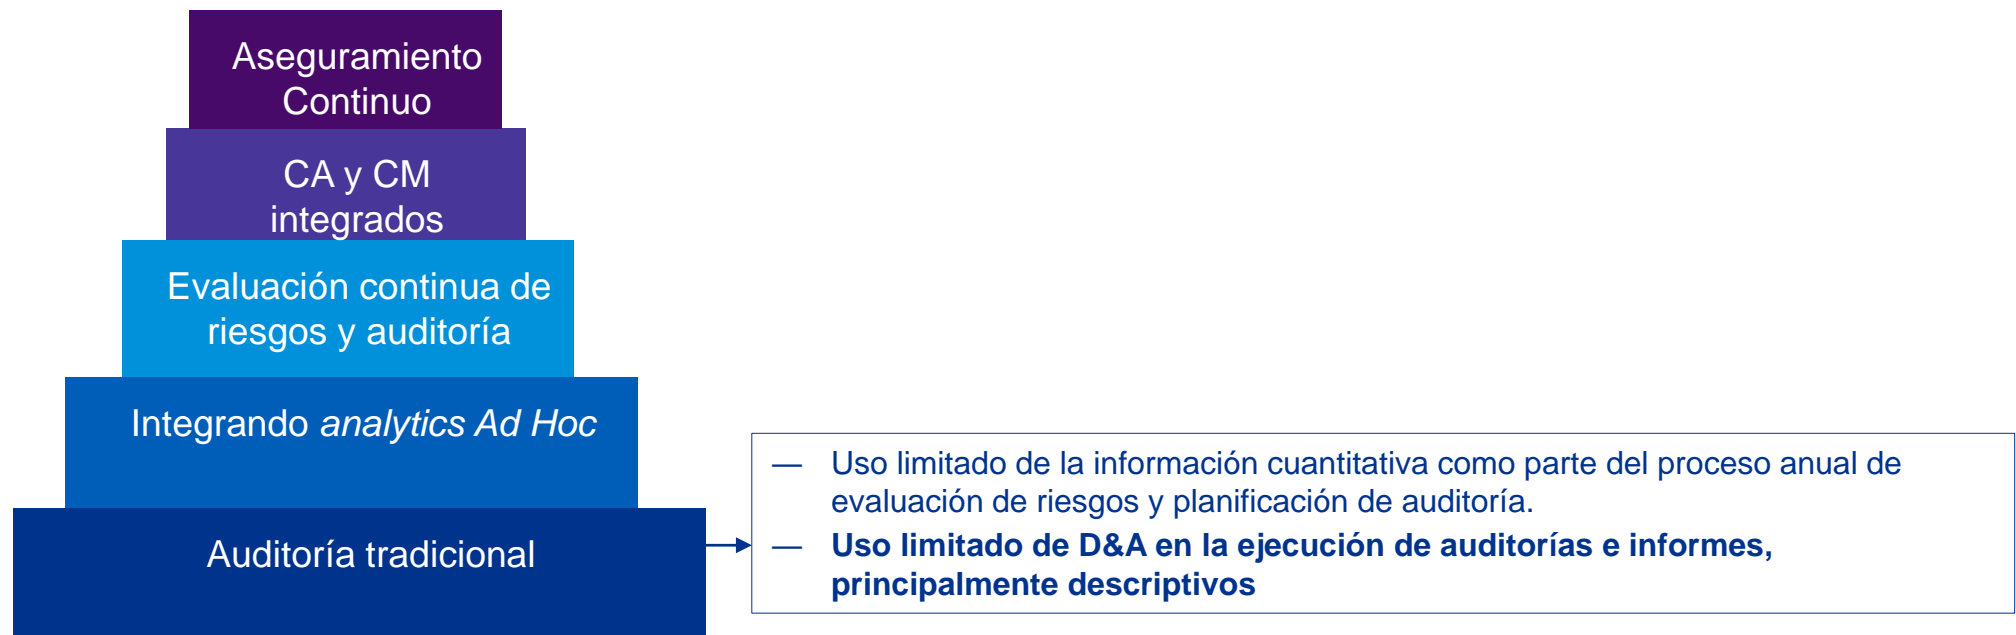 Aseguramiento
Continuo
CA y CM
integrados
Evaluación continua de
riesgos y auditoría
Integrando analytics Ad Hoc
Auditoría tradicional
— Uso limitado de la información cuantitativa como parte del proceso anual de
evaluación de riesgos y planificación de auditoría.
— Uso limitado de D&A en la ejecución de auditorías e informes,
principalmente descriptivos